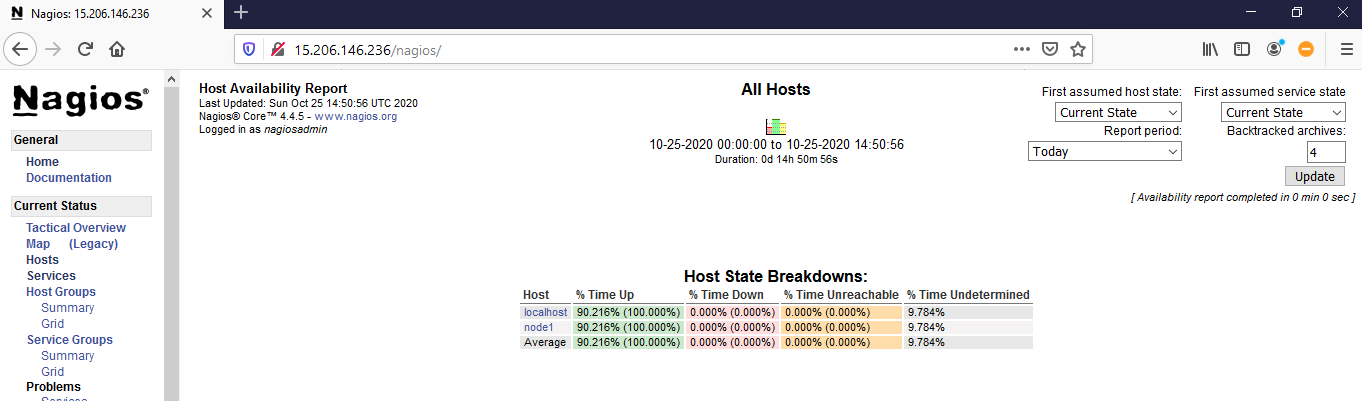 Nagios: 15.206.146.236
15.206.146.236/nagios/
Nagios®
General
Home
Documentation
Current Status
Tactical Overview
Map (Legacy)
Hosts
Services
Host Groups
Summary
Grid
Service Groups
Summary
Grid
Problems
Services
Host Availability Report
Last Updated: Sun Oct 25 14:50:56 UTC 2020
Nagios® Core™ 4.4.5 - www.nagios.org
Logged in as nagiosadmin
All Hosts
10-25-2020 00:00:00 to 10-25-2020 14:50:56
Duration: 0d 14h 50m 56s
First assumed host state: First assumed service state
Current State Current State
Report period: Backtracked archives:
Today 4
Update
[ Availability report completed in 0 min 0 sec ]
Host State Breakdowns:
Host % Time Up % Time Down % Time Unreachable % Time Undetermined
localhost 90.216% (100.000%) 0.000% (0.000%) 0.000% (0.000%) 9.784%
node1 90.216% (100.000%) 0.000% (0.000%) 0.000% (0.000%) 9.784%
Average 90.216% (100.000%) 0.000% (0.000%) 0.000% (0.000%) 9.784%